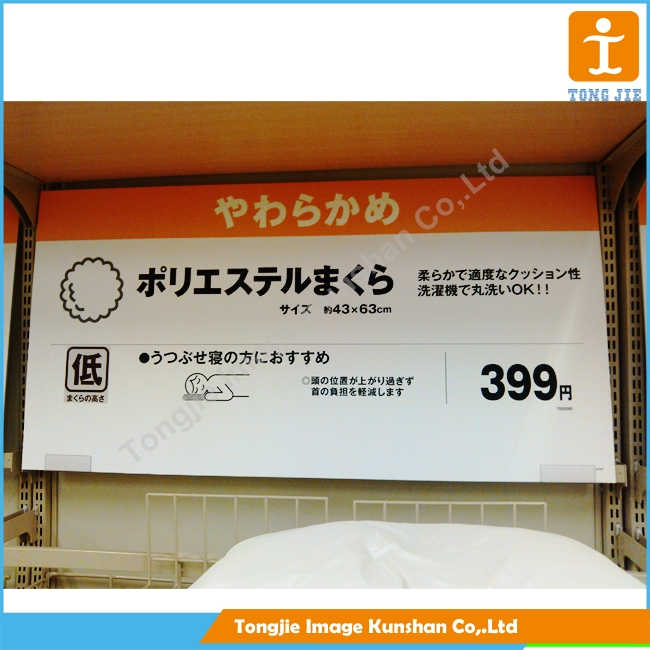 TONG JIE
やわらかめ
ポリエステルまくら
サイズ 約43×63cm
柔らかで適度なクッション性
洗濯機で丸洗いOK!!
低
まくらの高さ
●うつぶせ寝の方におすすめ
◎頭の位置が上がり過ぎず
首の負担を軽減します
399円
Tongjie Image Kunshan Co,.Ltd